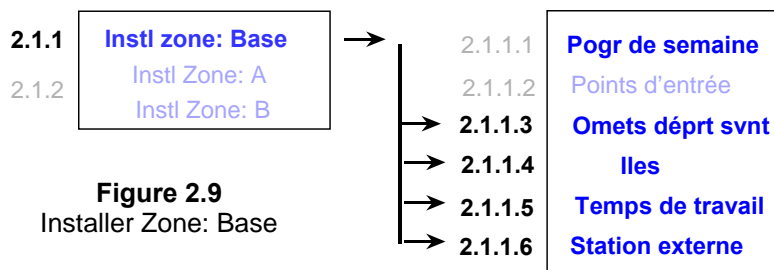 2.1.1 Instl zone: Base
2.1.2 Instl Zone: A
Instl Zone: B
Figure 2.9
Installer Zone: Base
2.1.1.1 Pogr de semaine
2.1.1.2 Points d’entrée
2.1.1.3 Omets déprt svnt
2.1.1.4 Iles
2.1.1.5 Temps de travail
2.1.1.6 Station externe